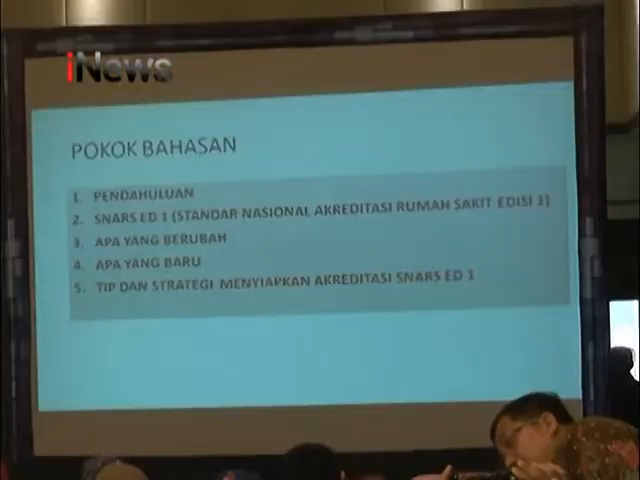 iNews
POKOK BAHASAN
1. PENDAHULUAN
2. SNARS ED 1 (STANDAR NASIONAL AKREDITASI RUMAH SAKIT EDISI 1)
3. APA YANG BERUBAH
4. APA YANG BARU
5. TIP DAN STRATEGI MENYIAPKAN AKREDITASI SNARS ED 1